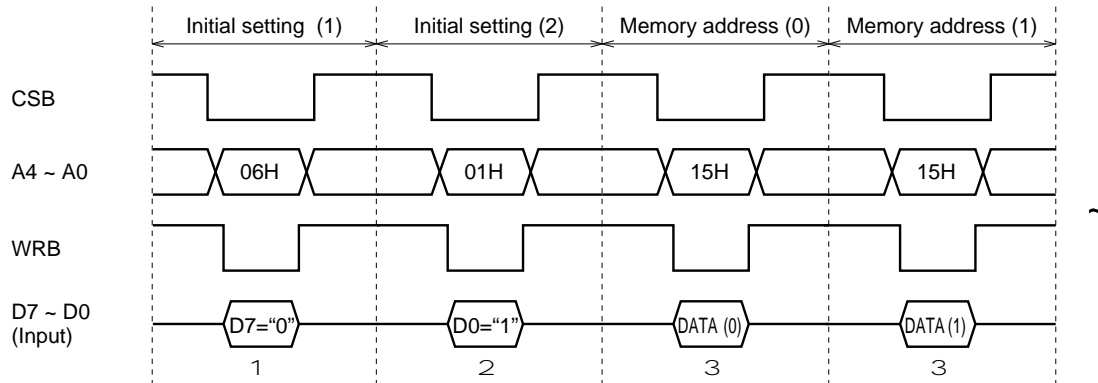 Initial setting (1) Initial setting (2) Memory address (0) Memory address (1)
CSB
A4 ~ A0 06H 01H 15H 15H
WRB
D7 ~ D0
(Input) D7=“0” D0=“1” DATA (0) DATA (1)
1 2 3 3
~